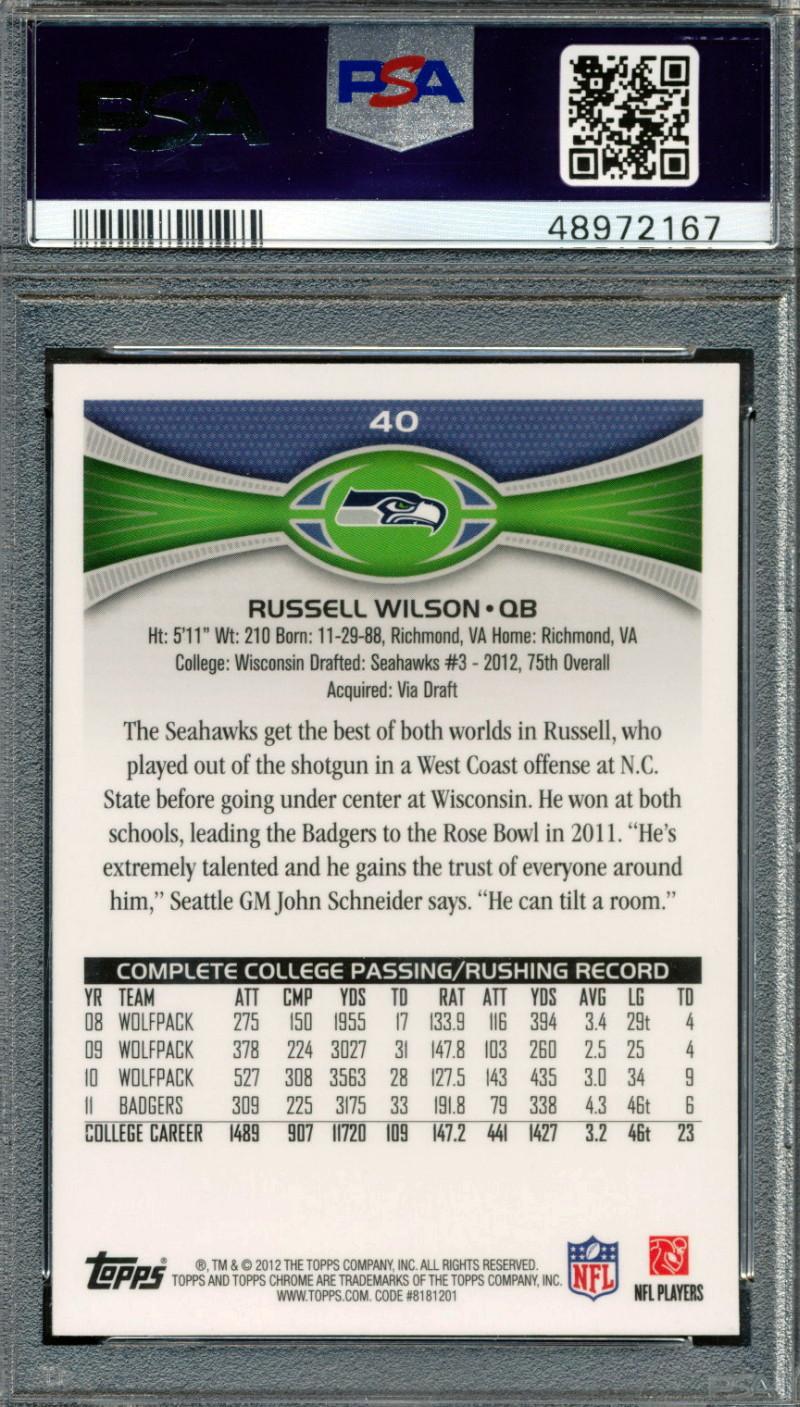 PSA
PSA
48972167
40
RUSSELL WILSON • QB
Ht: 5'11" Wt: 210 Born: 11-29-88, Richmond, VA Home: Richmond, VA
College: Wisconsin Drafted: Seahawks #3 - 2012, 75th Overall
Acquired: Via Draft
The Seahawks get the best of both worlds in Russell, who
played out of the shotgun in a West Coast offense at N.C.
State before going under center at Wisconsin. He won at both
schools, leading the Badgers to the Rose Bowl in 2011. “He’s
extremely talented and he gains the trust of everyone around
him,” Seattle GM John Schneider says. “He can tilt a room.”
COMPLETE COLLEGE PASSING/RUSHING RECORD
YR TEAM ATT CMP YDS TD RAT ATT YDS AVG LG TD
08 WOLFPACK 275 150 1955 17 133.9 116 394 3.4 29t 4
09 WOLFPACK 378 224 3027 31 147.8 103 260 2.5 25 4
10 WOLFPACK 527 308 3563 28 127.5 143 435 3.0 34 9
11 BADGERS 309 225 3175 33 191.8 79 338 4.3 46t 6
COLLEGE CAREER 1489 907 11720 109 147.2 441 1427 3.2 46t 23
Topps®
®, TM & © 2012 THE TOPPS COMPANY, INC. ALL RIGHTS RESERVED.
TOPPS AND TOPPS CHROME ARE TRADEMARKS OF THE TOPPS COMPANY, INC.
WWW.TOPPS.COM. CODE #8181201
NFL
NFL PLAYERS
PSA